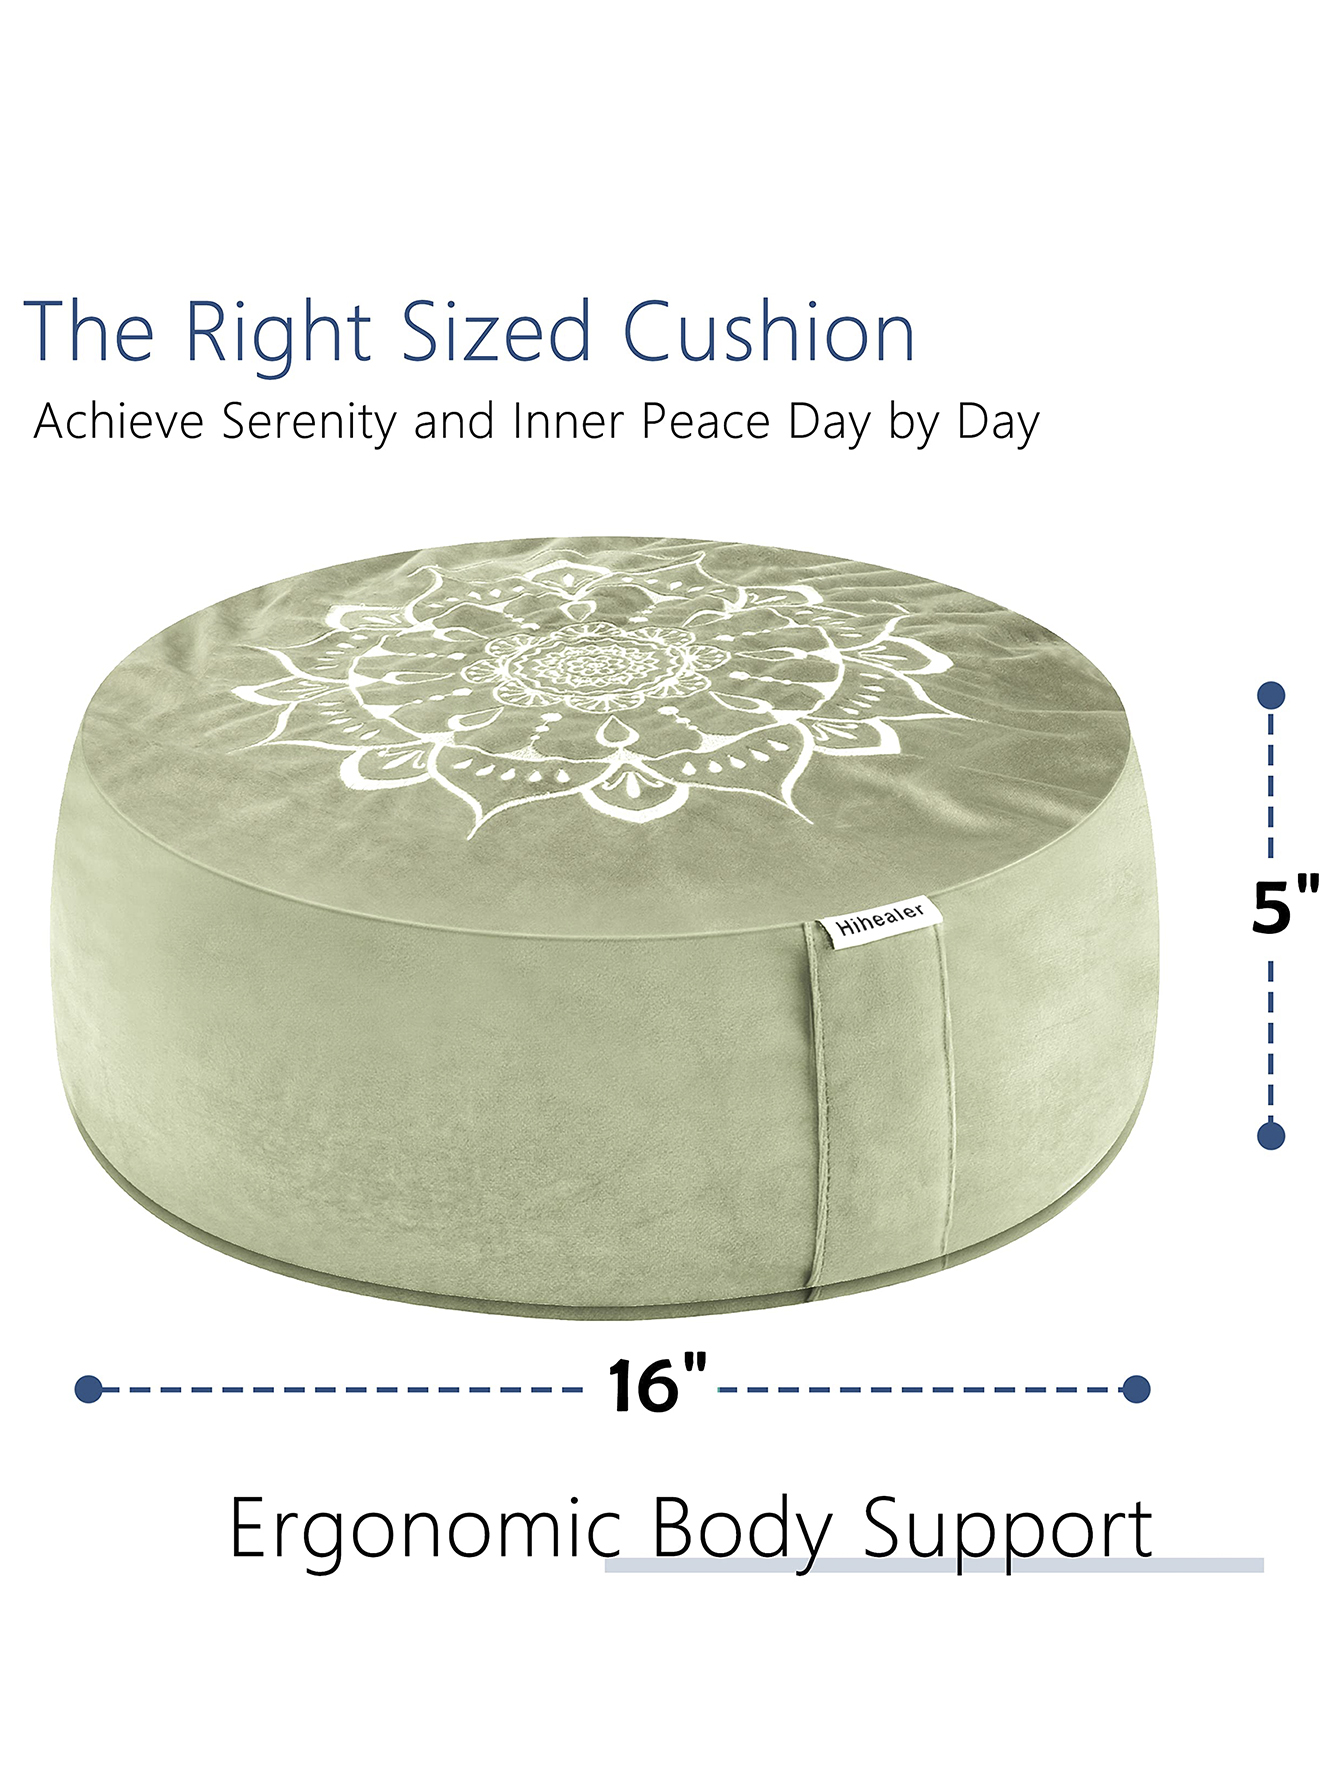 The Right Sized Cushion
Achieve Serenity and Inner Peace Day by Day
Hihealer
5"
16"
Ergonomic Body Support